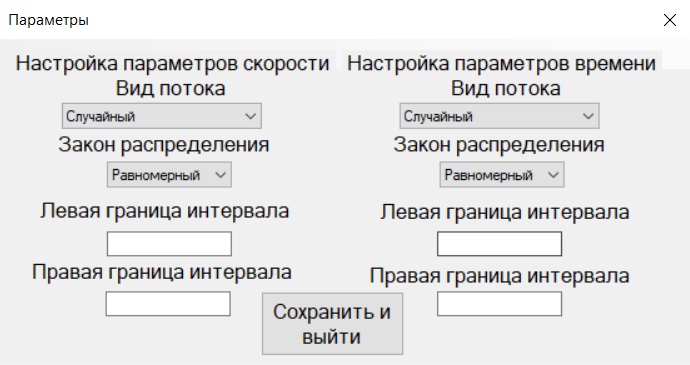 Параметры
Настройка параметров скорости
Вид потока
Случайный
Закон распределения
Равномерный
Левая граница интервала
Правая граница интервала
Настройка параметров времени
Вид потока
Случайный
Закон распределения
Равномерный
Левая граница интервала
Правая граница интервала
Сохранить и
выйти